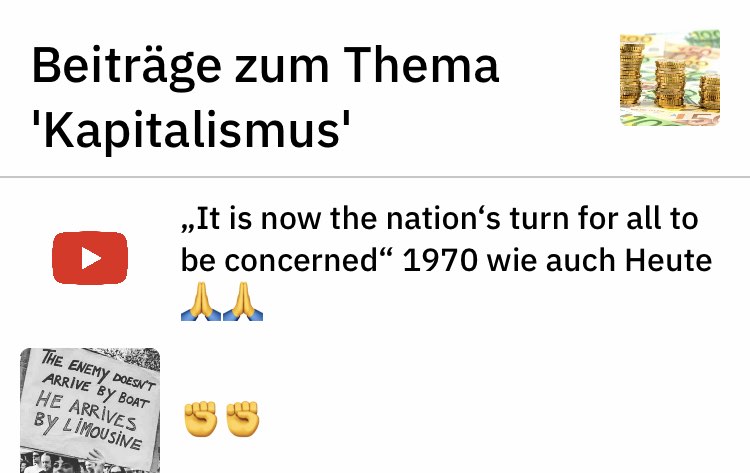 Beiträge zum Thema
'Kapitalismus'
„It is now the nation‘s turn for all to
be concerned“ 1970 wie auch Heute
🙏🙏
THE ENEMY DOESN'T
ARRIVE BY BOAT
HE ARRIVES
BY LIMOUSINE
✊✊